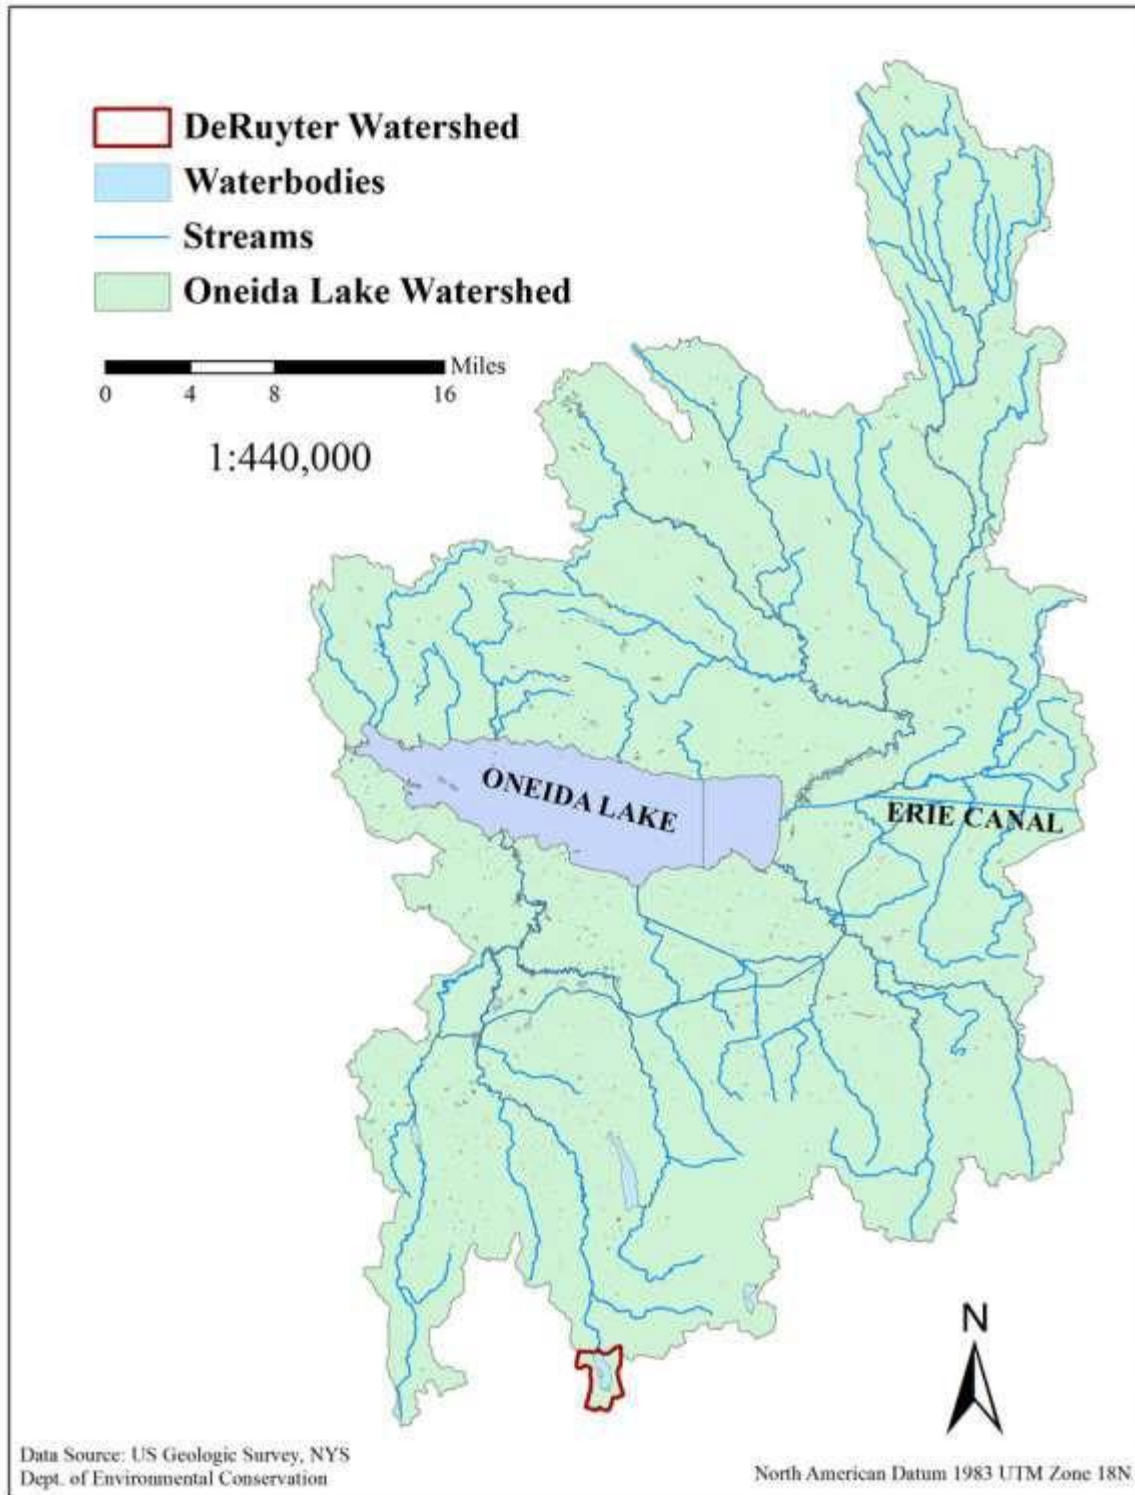 DeRuyter Watershed
Waterbodies
Streams
Oneida Lake Watershed
Miles
0 4 8 16
1:440,000
ONEIDA LAKE
ERIE CANAL
N
Data Source: US Geologic Survey, NYS
Dept. of Environmental Conservation
North American Datum 1983 UTM Zone 18N